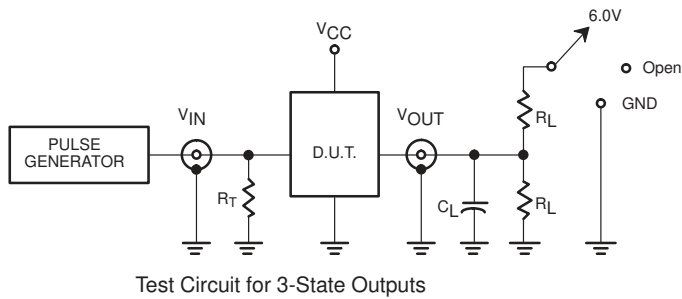 6.0V
VCC
Open
VIN
VOUT
RL
GND
PULSE
GENERATOR
D.U.T.
RT
CL
RL
Test Circuit for 3-State Outputs